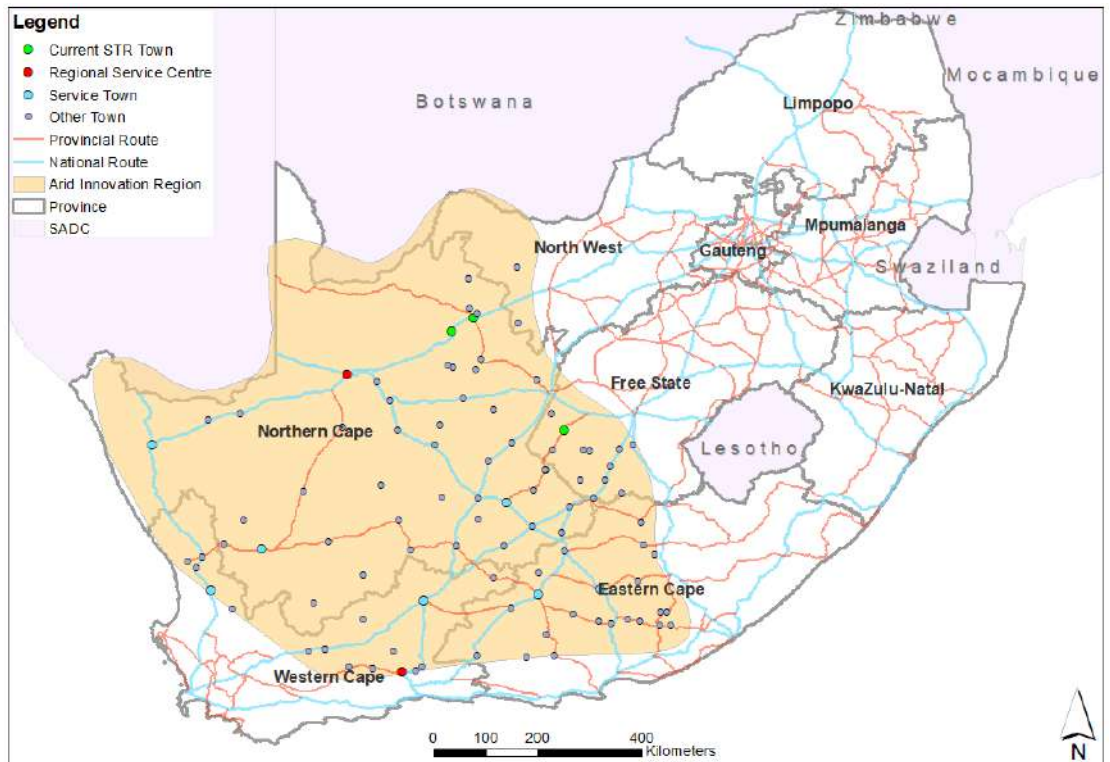 Legend
Current STR Town
Regional Service Centre
Service Town
Other Town
Provincial Route
National Route
Arid Innovation Region
Province
SADC
Zimbabwe
Mocambique
Botswana
Limpopo
North West
Mpumalanga
Gauteng
Swaziland
Free State
KwaZulu-Natal
Northern Cape
Lesotho
Eastern Cape
Western Cape
0 100 200 400
Kilometers
N